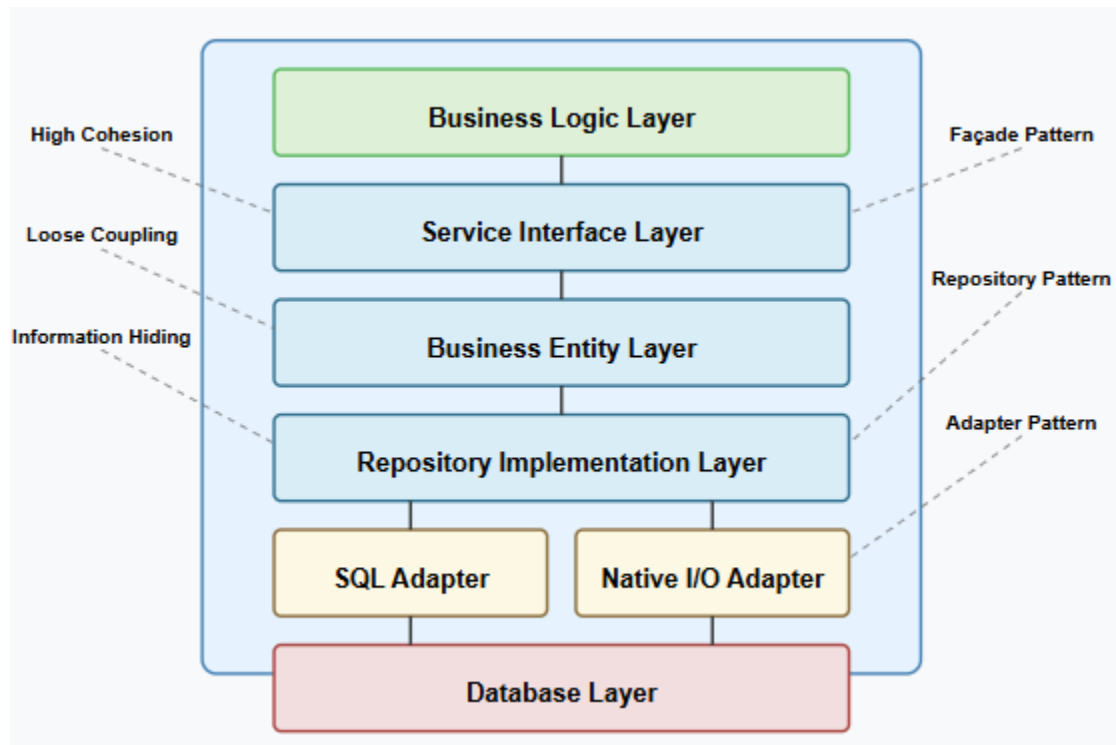 Business Logic Layer
High Cohesion
Façade Pattern
Service Interface Layer
Loose Coupling
Repository Pattern
Information Hiding
Business Entity Layer
Adapter Pattern
Repository Implementation Layer
SQL Adapter
Native I/O Adapter
Database Layer